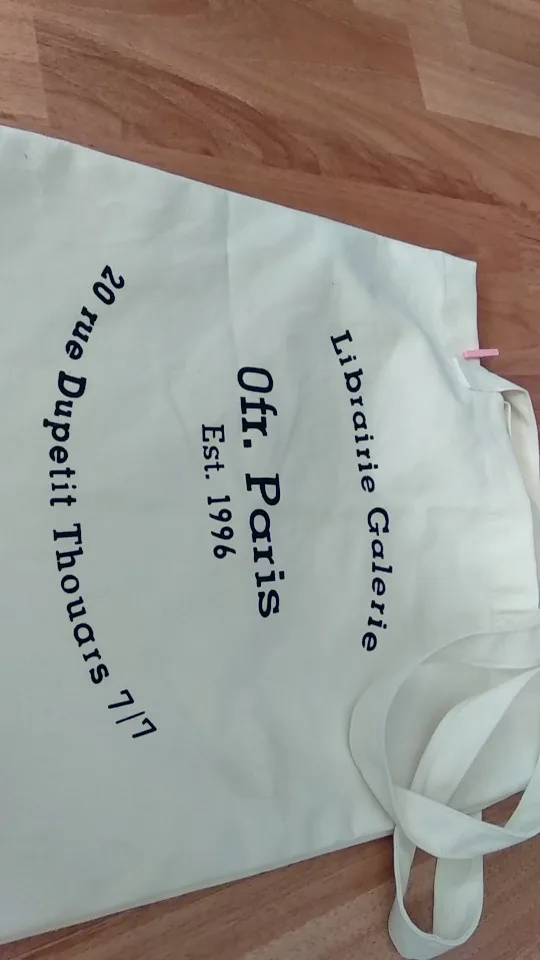 Librairie Galerie
Ofr. Paris
Est. 1996
20 rue Dupetit Thouars 7/7